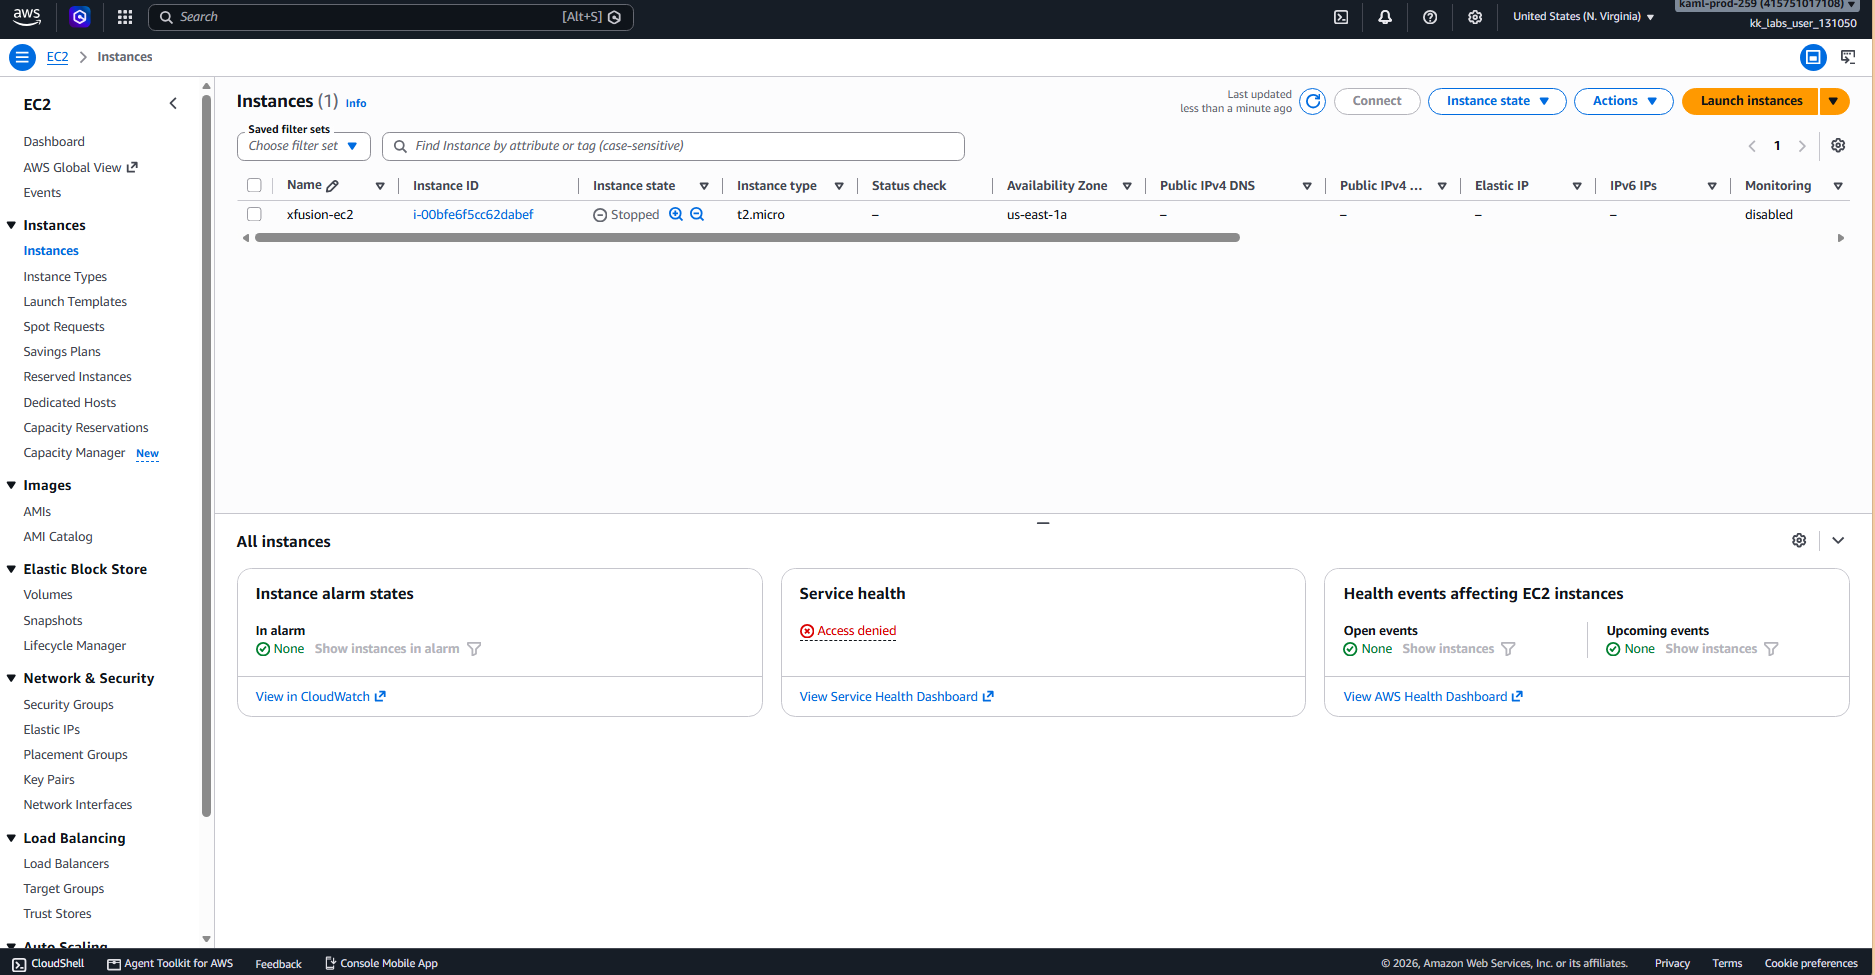 aws
Search [Alt+S]
United States (N. Virginia)
kaml-prod-259 (415751017108)
kk_labs_user_131050
EC2 Instances
EC2
Dashboard
AWS Global View
Events
Instances
Instances
Instance Types
Launch Templates
Spot Requests
Savings Plans
Reserved Instances
Dedicated Hosts
Capacity Reservations
Capacity Manager New
Images
AMIs
AMI Catalog
Elastic Block Store
Volumes
Snapshots
Lifecycle Manager
Network & Security
Security Groups
Elastic IPs
Placement Groups
Key Pairs
Network Interfaces
Load Balancing
Load Balancers
Target Groups
Trust Stores
Auto Scaling
Instances (1) Info
Last updated
less than a minute ago
Connect
Instance state
Actions
Launch instances
Saved filter sets
Choose filter set
Find Instance by attribute or tag (case-sensitive)
1
Name Instance ID Instance state Instance type Status check Availability Zone Public IPv4 DNS Public IPv4 ... Elastic IP IPv6 IPs Monitoring
xfusion-ec2 i-00bfe6f5cc62dabef Stopped t2.micro – us-east-1a – – – – disabled
All instances
Instance alarm states
In alarm
None Show instances in alarm
View in CloudWatch
Service health
Access denied
View Service Health Dashboard
Health events affecting EC2 instances
Open events
None Show instances
Upcoming events
None Show instances
View AWS Health Dashboard
CloudShell Agent Toolkit for AWS Feedback Console Mobile App
© 2026, Amazon Web Services, Inc. or its affiliates. Privacy Terms Cookie preferences